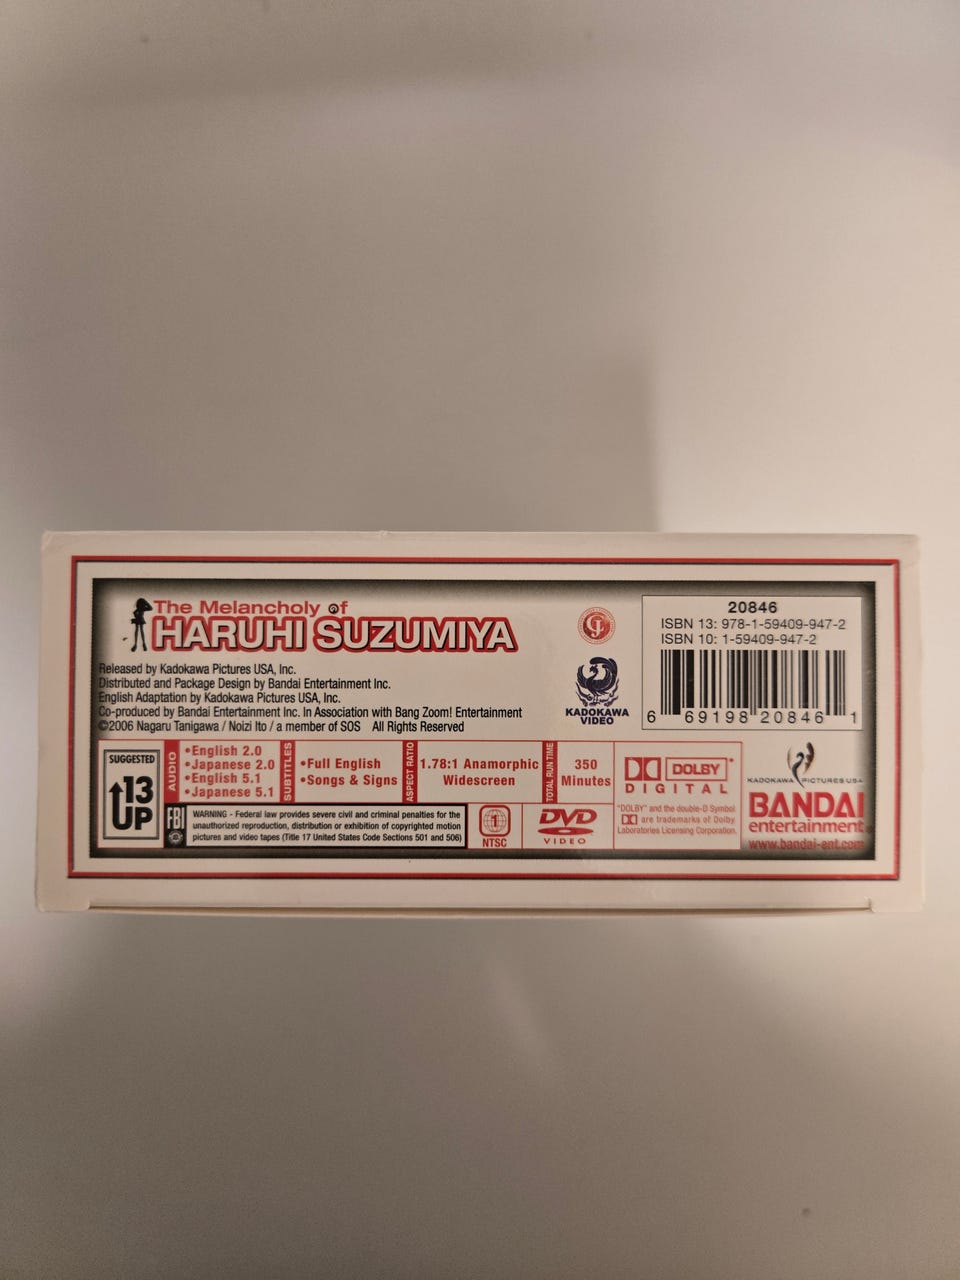 The Melancholy of
HARUHI SUZUMIYA
Released by Kadokawa Pictures USA, Inc.
Distributed and Package Design by Bandai Entertainment Inc.
English Adaptation by Kadokawa Pictures USA, Inc.
Co-produced by Bandai Entertainment Inc. In Association with Bang Zoom! Entertainment
©2006 Nagaru Tanigawa / Noizi Ito / a member of SOS All Rights Reserved
KADOKAWA
VIDEO
20846
ISBN 13: 978-1-59409-947-2
ISBN 10: 1-59409-947-2
6 69198 20846 1
SUGGESTED
13
UP
AUDIO
•English 2.0
•Japanese 2.0
•English 5.1
•Japanese 5.1
SUBTITLES
•Full English
•Songs & Signs
ASPECT RATIO
1.78:1 Anamorphic
Widescreen
TOTAL RUN TIME
350
Minutes
DOLBY
DIGITAL
"DOLBY" and the double-D Symbol
are trademarks of Dolby
Laboratories Licensing Corporation.
FBI
WARNING - Federal law provides severe civil and criminal penalties for the
unauthorized reproduction, distribution or exhibition of copyrighted motion
pictures and video tapes (Title 17 United States Code Sections 501 and 506)
1
NTSC
DVD
VIDEO
KADOKAWA PICTURES USA
BANDAI
entertainment
www.bandai-ent.com